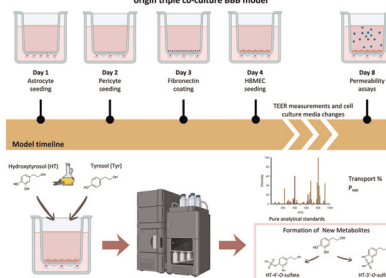 origin triple co-culture BBB model
Day 1
Astrocyte
seeding
Day 2
Pericyte
seeding
Day 3
Fibronectin
coating
Day 4
HBMEC
seeding
Day 8
Permeability
assays
TEER measurements and cell
culture media changes
Model timeline
Hydroxytyrosol (HT)
Tyrosol (Tyr)
Transport %
Papp
Pure analytical standards
Formation of New Metabolites
HT-4'-O-sulfate
HT-3'-O-sulf